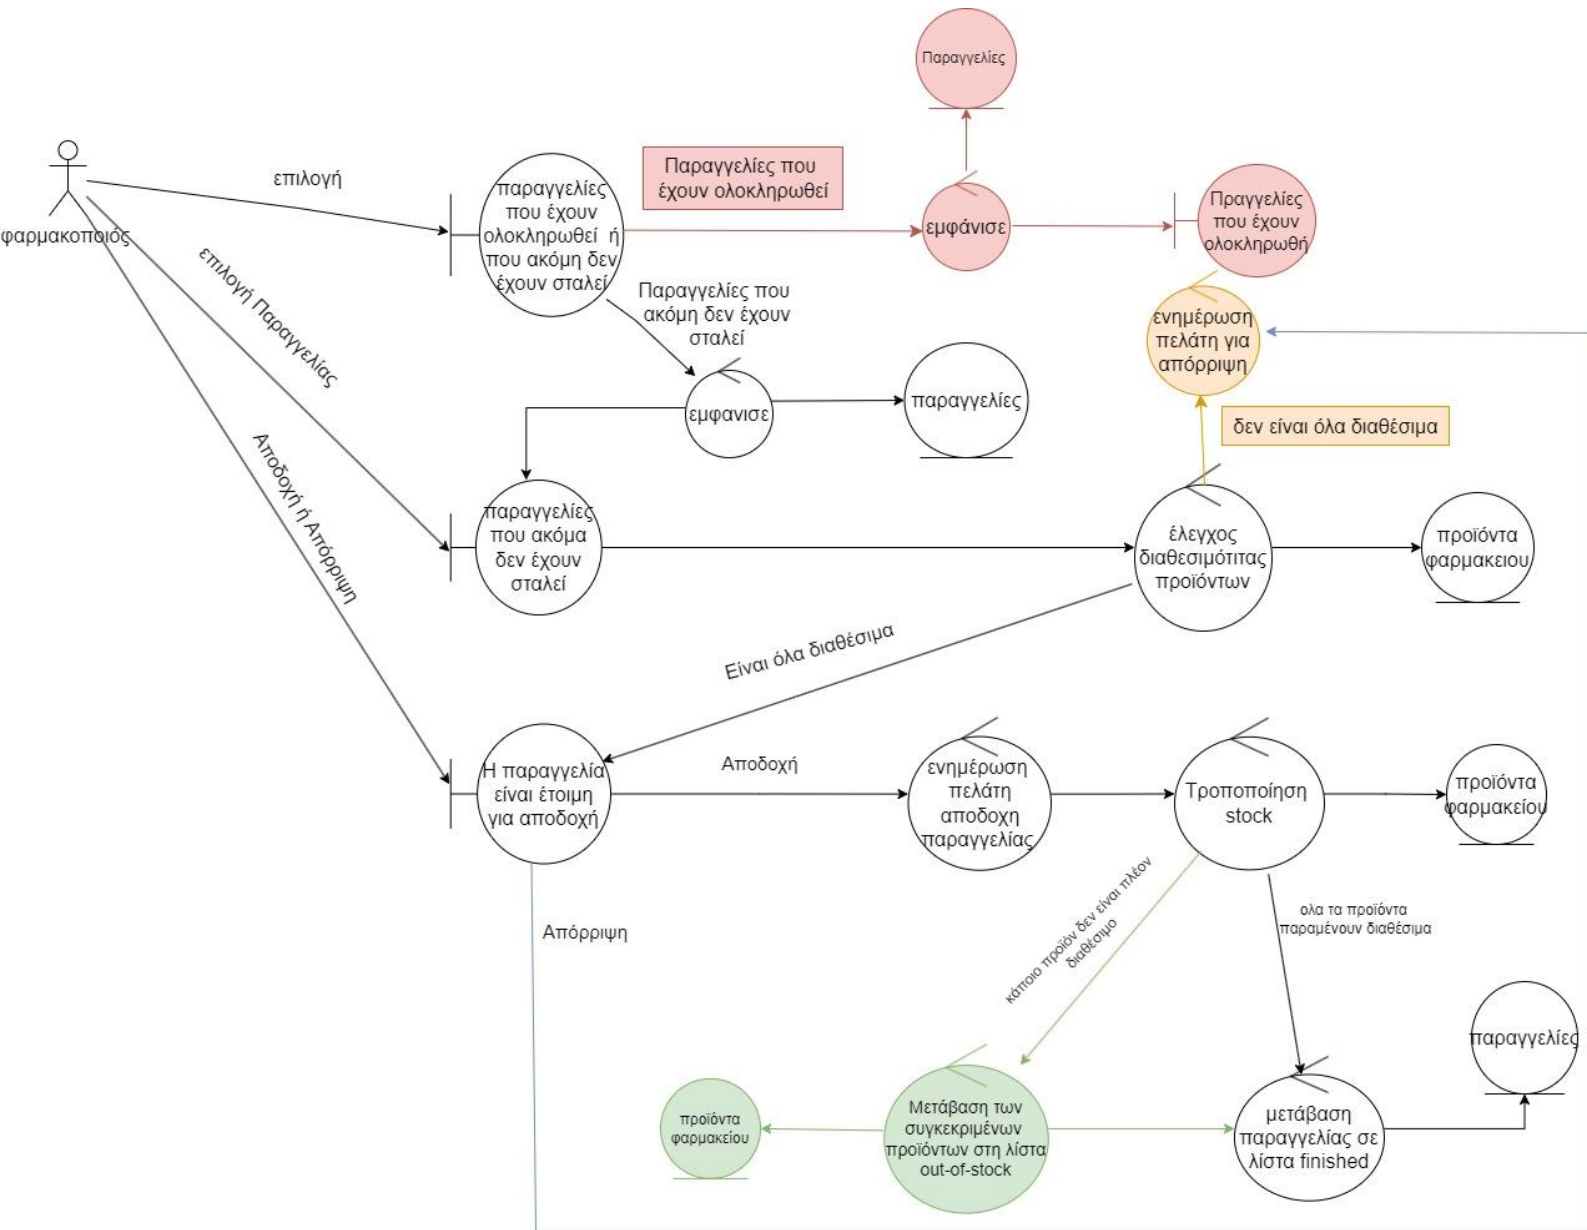 Παραγγελίες
φαρμακοποιός
επιλογή
παραγγελίες
που έχουν
ολοκληρωθεί ή
που ακόμη δεν
έχουν σταλεί
Παραγγελίες που
έχουν ολοκληρωθεί
εμφάνισε
Πραγγελίες
που έχουν
ολοκληρωθή
επιλογή Παραγγελίας
Παραγγελίες που
ακόμη δεν έχουν
σταλεί
ενημέρωση
πελάτη για
απόρριψη
εμφανισε
παραγγελίες
δεν είναι όλα διαθέσιμα
Αποδοχή ή Απόρριψη
παραγγελίες
που ακόμα
δεν έχουν
σταλεί
έλεγχος
διαθεσιμότιτας
προϊόντων
προϊόντα
φαρμακειου
Είναι όλα διαθέσιμα
Η παραγγελία
είναι έτοιμη
για αποδοχή
Αποδοχή
ενημέρωση
πελάτη
αποδοχη
παραγγελίας
Τροποποίηση
stock
προϊόντα
φαρμακείου
Απόρριψη
κάποιο προϊόν δεν είναι πλέον
διαθέσιμο
ολα τα προϊόντα
παραμένουν διαθέσιμα
παραγγελίες
προϊόντα
φαρμακείου
Μετάβαση των
συγκεκριμένων
προϊόντων στη λίστα
out-of-stock
μετάβαση
παραγγελίας σε
λίστα finished